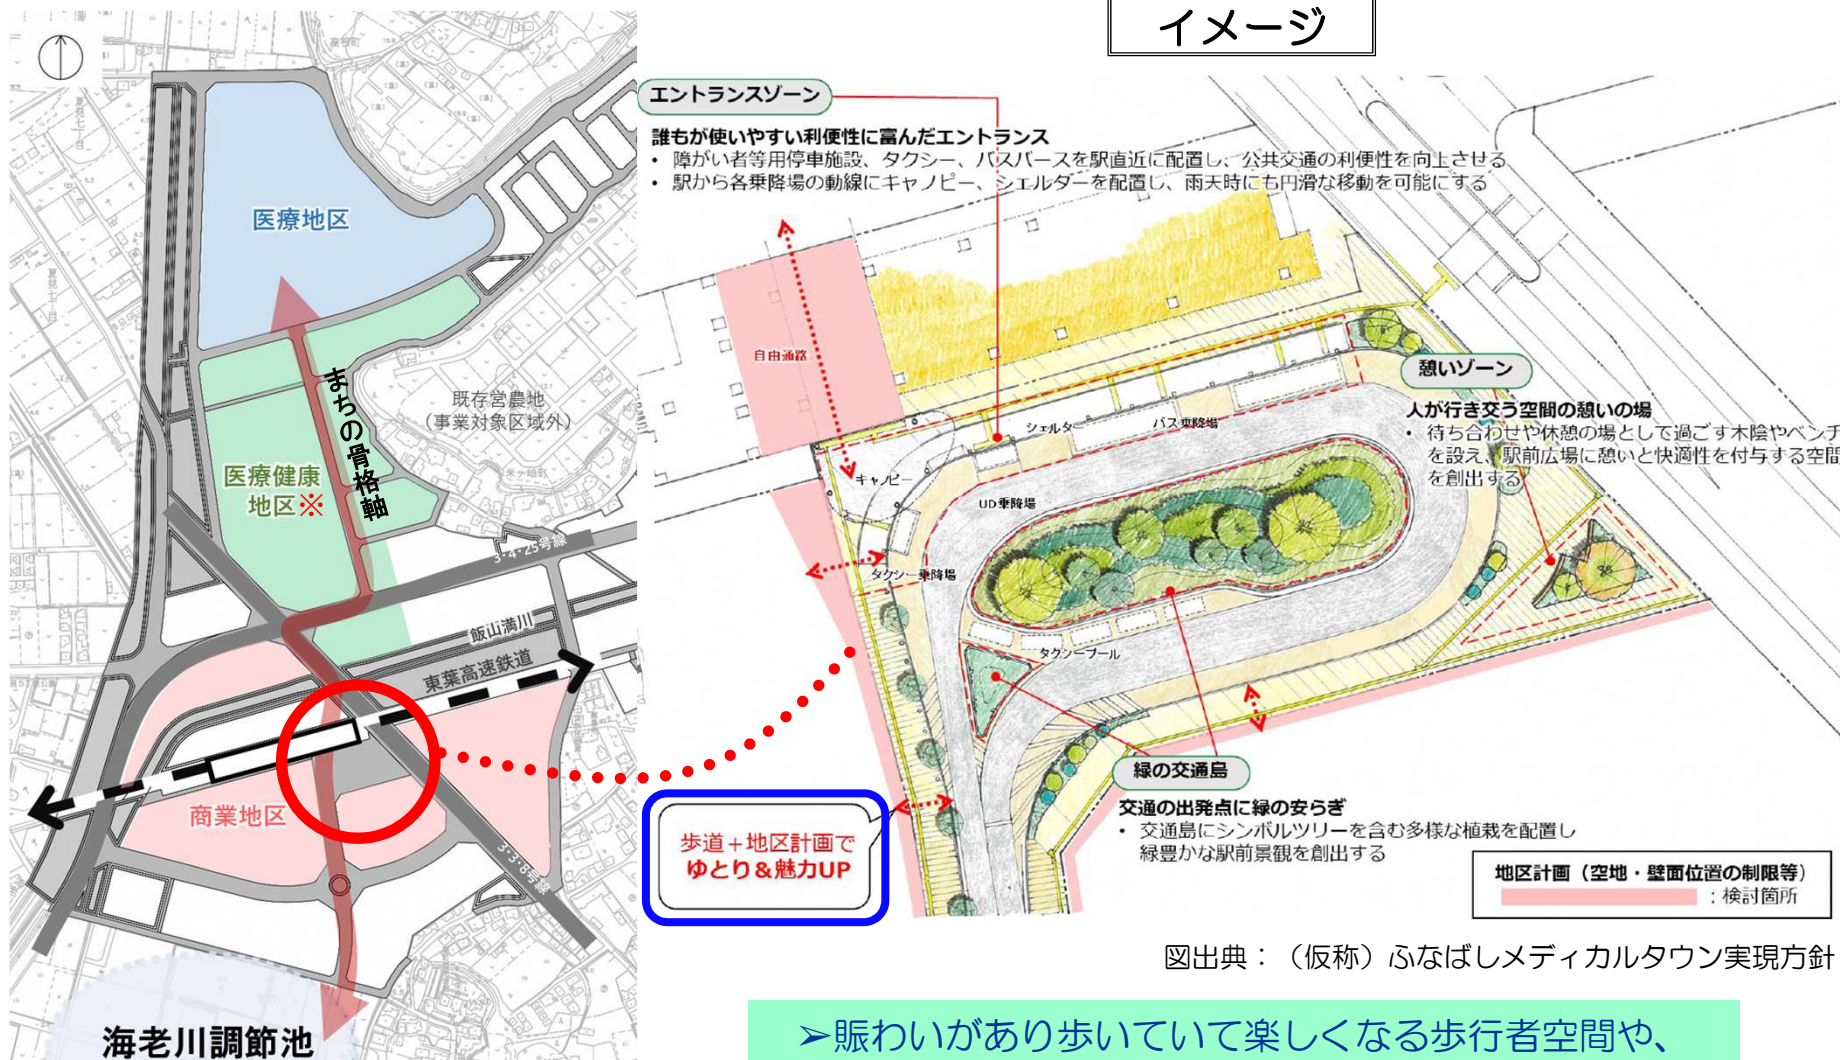 イメージ
エントランスゾーン
誰もが使いやすい利便性に富んだエントランス
・ 障がい者等用停車施設、タクシー、バスバースを駅直近に配置し、公共交通の利便性を向上させる
・ 駅から各乗降場の動線にキャノピー、シェルターを配置し、雨天時にも円滑な移動を可能にする
医療地区
自由通路
既存営農地
（事業対象区域外）
まちの骨格軸
医療健康
地区※
憩いゾーン
人が行き交う空間の憩いの場
・ 待ち合わせや休憩の場として過ごす木陰やベンチ
を設え、駅前広場に憩いと快適性を付与する空間
を創出する
シェルター
バス乗降場
キャノピー
UD乗降場
タクシー乗降場
タクシープール
3・4・25号線
飯山満川
東葉高速鉄道
商業地区
3・3・8号線
緑の交通島
交通の出発点に緑の安らぎ
・ 交通島にシンボルツリーを含む多様な植栽を配置し
緑豊かな駅前景観を創出する
歩道＋地区計画で
ゆとり&魅力UP
地区計画（空地・壁面位置の制限等）
：検討箇所
図出典：（仮称）ふなばしメディカルタウン実現方針
海老川調節池
➢賑わいがあり歩いていて楽しくなる歩行者空間や、